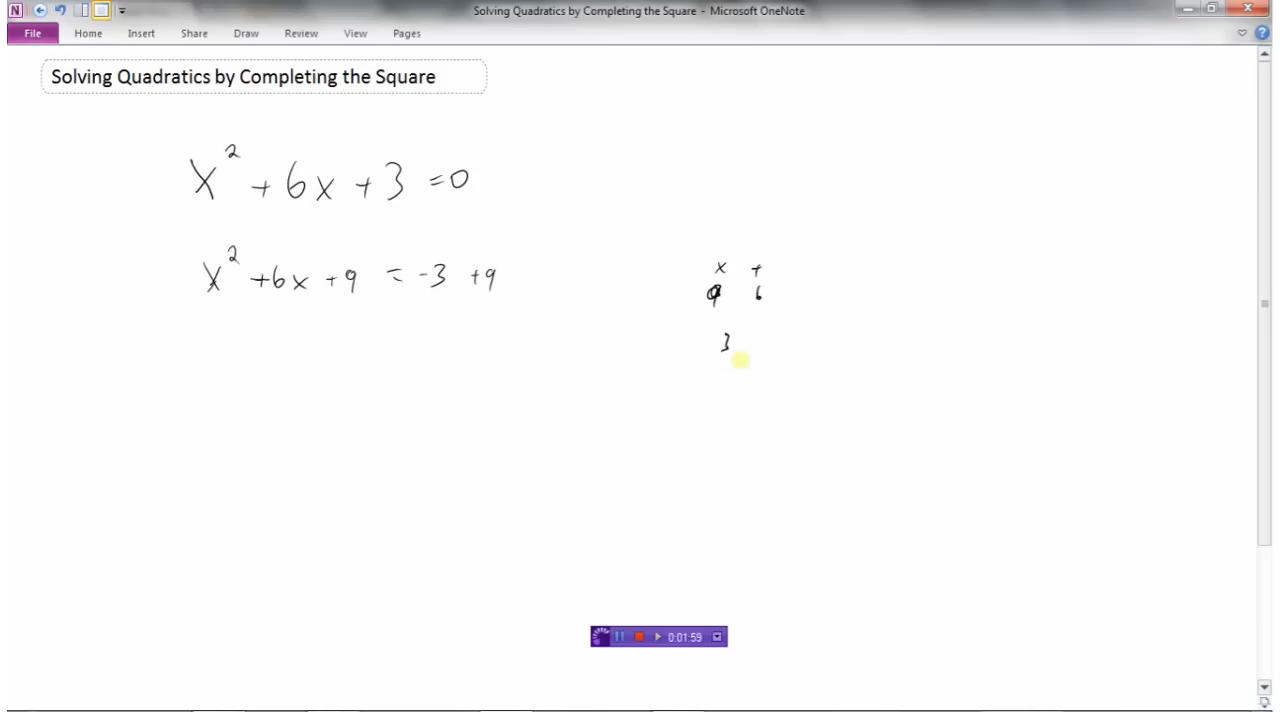 Solving Quadratics by Completing the Square - Microsoft OneNote
File Home Insert Share Draw Review View Pages
Solving Quadratics by Completing the Square
x² + 6x + 3 = 0
x² + 6x + 9 = -3 + 9
x +
9 6
3
0:01:59